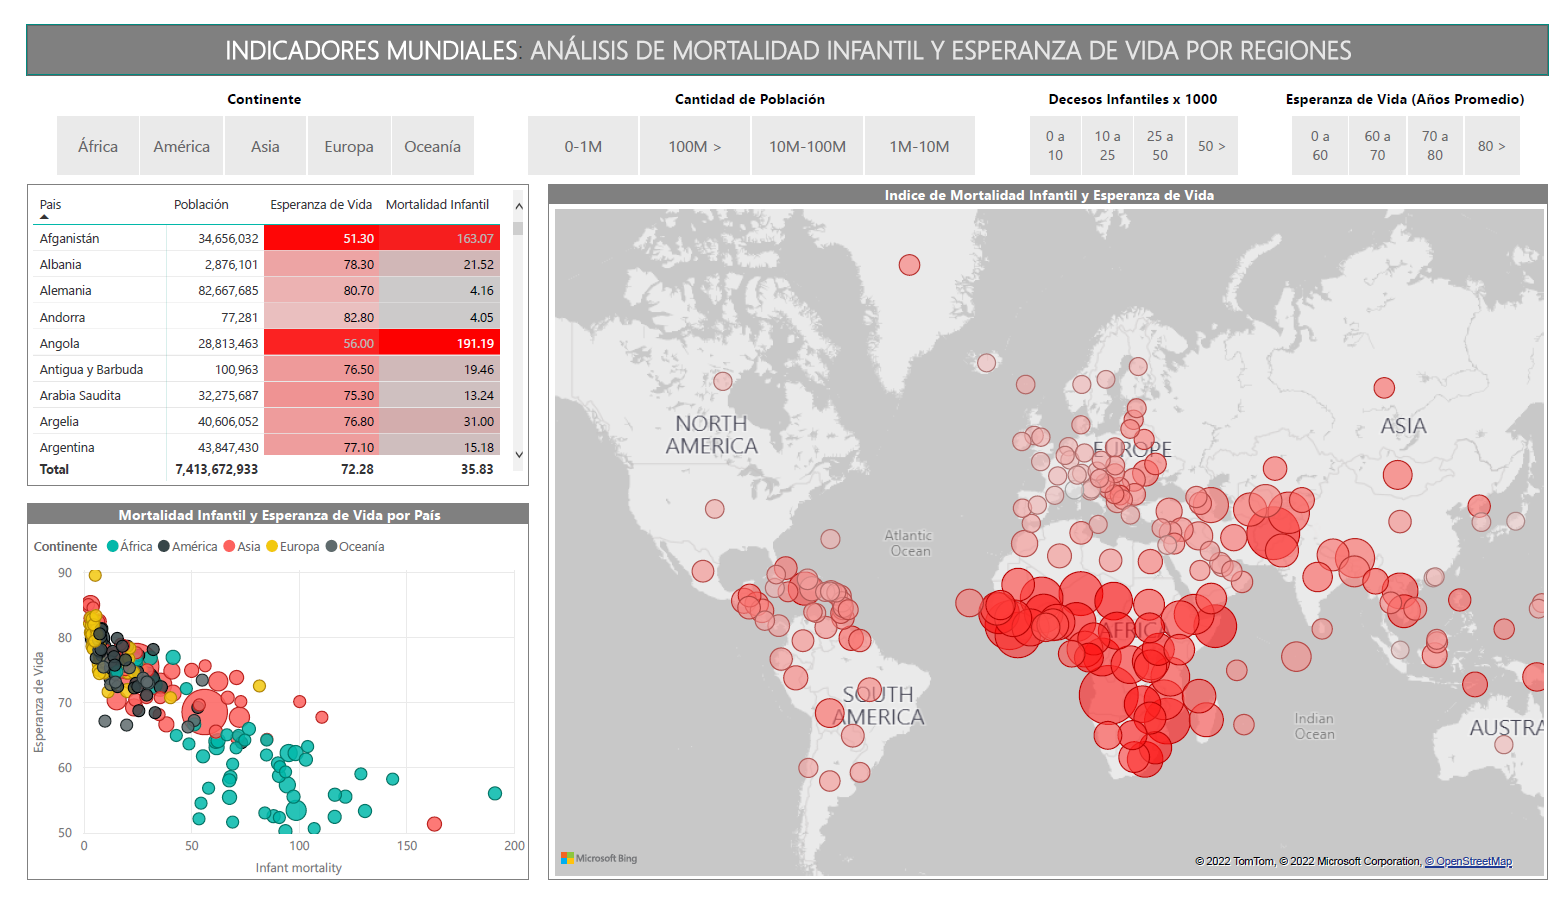 INDICADORES MUNDIALES: ANÁLISIS DE MORTALIDAD INFANTIL Y ESPERANZA DE VIDA POR REGIONES
Continente
África América Asia Europa Oceanía
Cantidad de Población
0-1M 100M > 10M-100M 1M-10M
Decesos Infantiles x 1000
0 a 10 10 a 25 25 a 50 50 >
Esperanza de Vida (Años Promedio)
0 a 60 60 a 70 70 a 80 80 >
Pais Población Esperanza de Vida Mortalidad Infantil
Afganistán 34,656,032 51.30 163.07
Albania 2,876,101 78.30 21.52
Alemania 82,667,685 80.70 4.16
Andorra 77,281 82.80 4.05
Angola 28,813,463 56.00 191.19
Antigua y Barbuda 100,963 76.50 19.46
Arabia Saudita 32,275,687 75.30 13.24
Argelia 40,606,052 76.80 31.00
Argentina 43,847,430 77.10 15.18
Total 7,413,672,933 72.28 35.83
Mortalidad Infantil y Esperanza de Vida por País
Continente África América Asia Europa Oceanía
Esperanza de Vida
90
80
70
60
50
0 50 100 150 200
Infant mortality
Indice de Mortalidad Infantil y Esperanza de Vida
NORTH
AMERICA
EUROPE
ASIA
Atlantic
Ocean
AFRICA
SOUTH
AMERICA
Indian
Ocean
AUSTRA
Microsoft Bing
© 2022 TomTom, © 2022 Microsoft Corporation, © OpenStreetMap